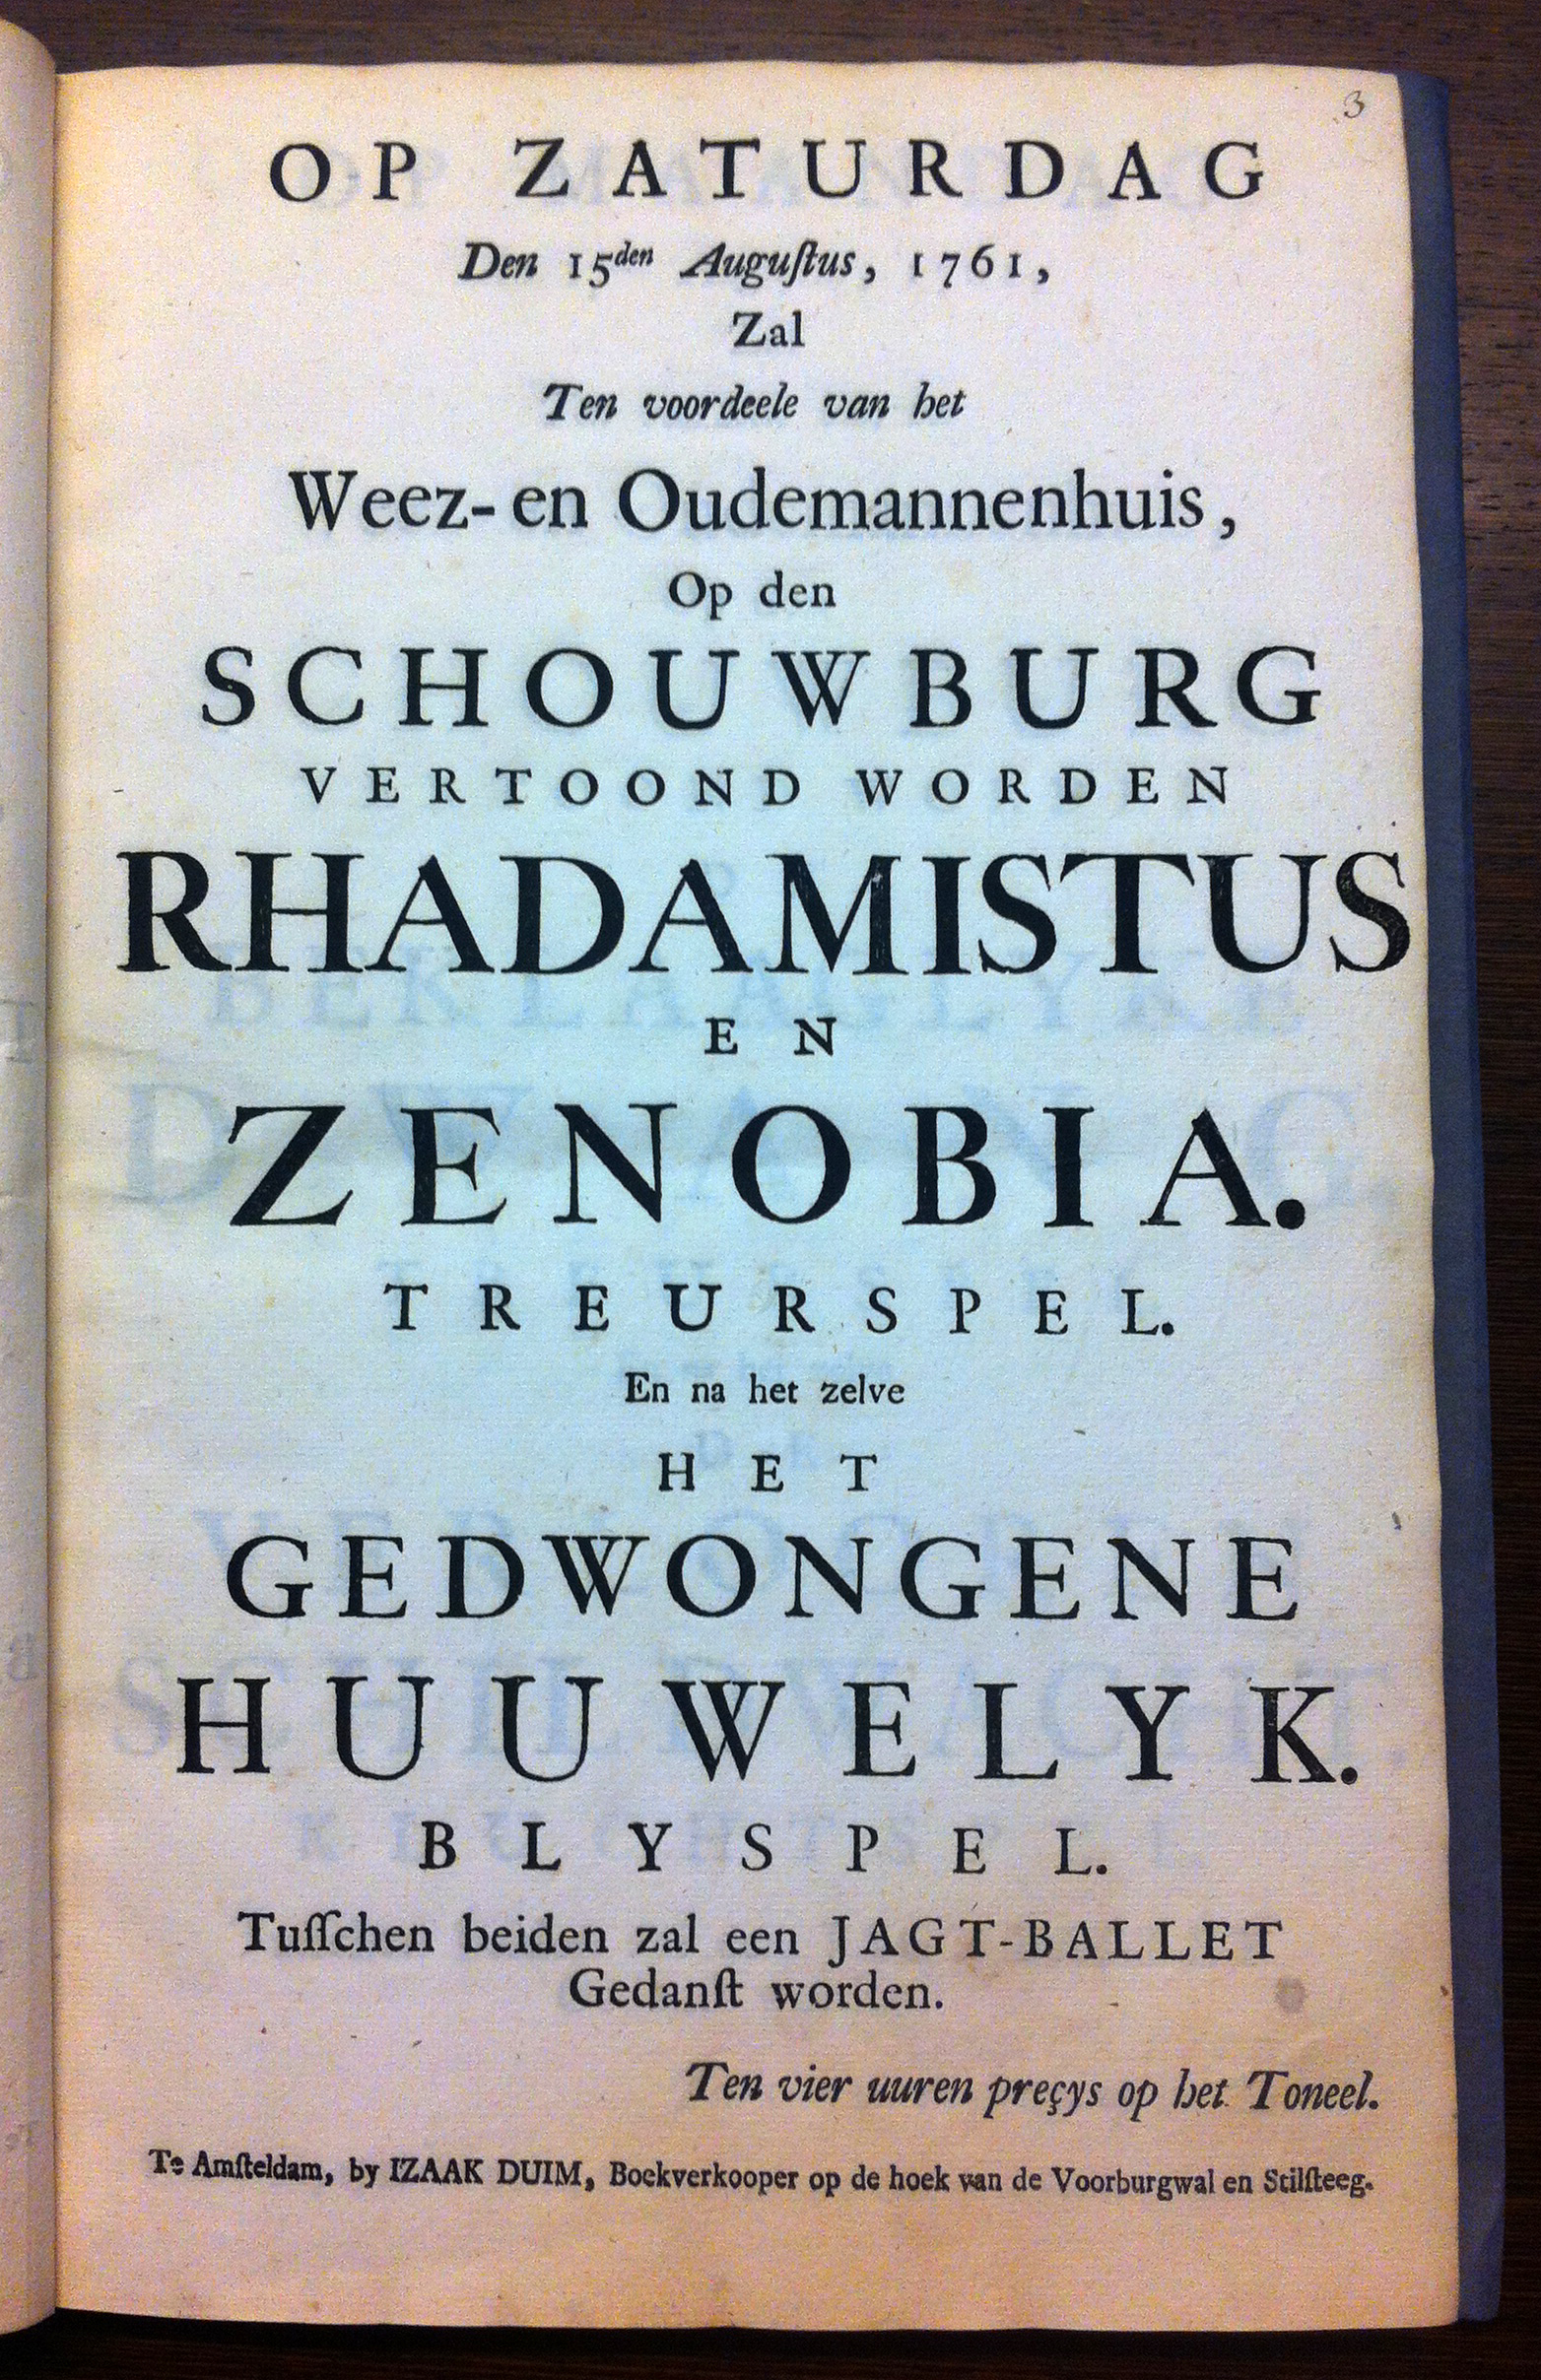 3
OP ZATURDAG
Den 15den Auguſtus, 1761,
Zal
Ten voordeele van het
Weez- en Oudemannenhuis,
Op den
SCHOUWBURG
VERTOOND WORDEN
RHADAMISTUS
EN
ZENOBIA.
TREURSPEL.
En na het zelve
HET
GEDWONGENE
HUUWELYK.
BLYSPEL.
Tuſſchen beiden zal een JAGT-BALLET
Gedanſt worden.
Ten vier uuren preçys op het Toneel.
Te Amſteldam, by IZAAK DUIM, Boekverkooper op de hoek van de Voorburgwal en Stilſteeg.